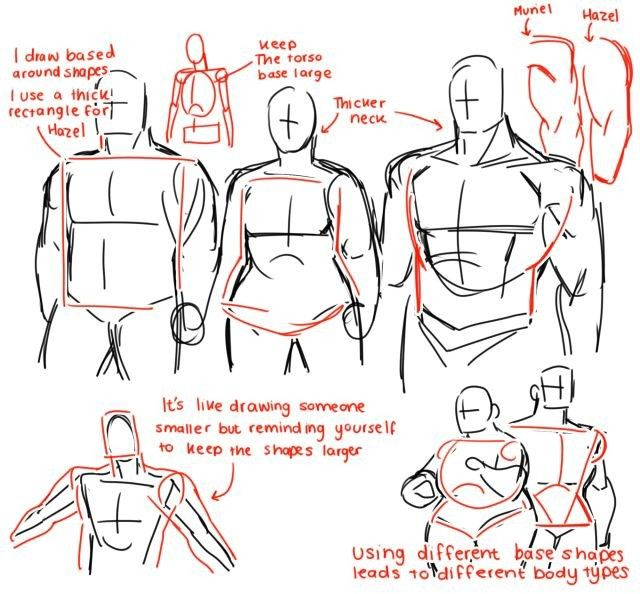 I draw based
around shapes
I use a thick
rectangle for
Hazel
Keep
The torso
base large
Thicker
neck
Muriel
Hazel
It's like drawing someone
smaller but reminding yourself
to keep the shapes larger
using different base shapes
leads to different body types